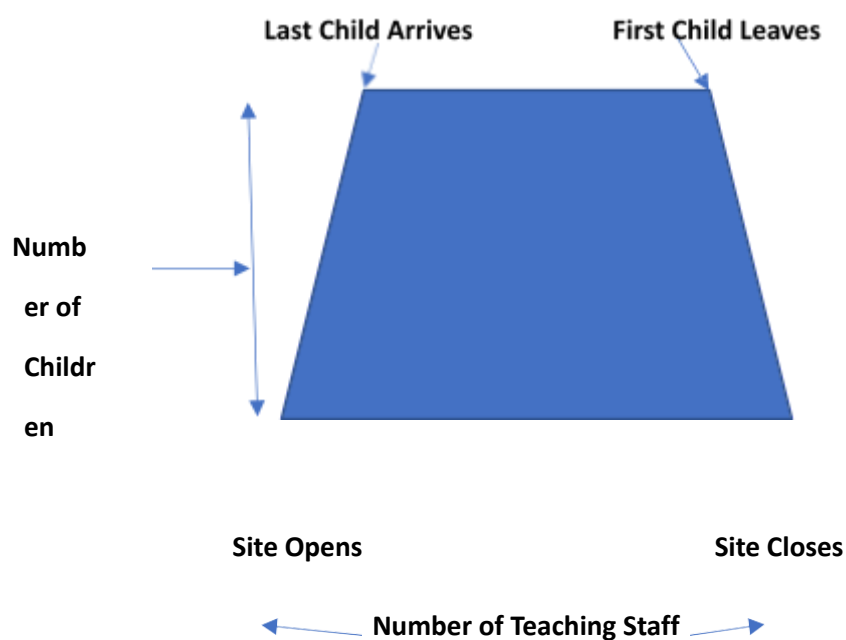 Last Child Arrives First Child Leaves
Numb
er of
Childr
en
Site Opens Site Closes
Number of Teaching Staff